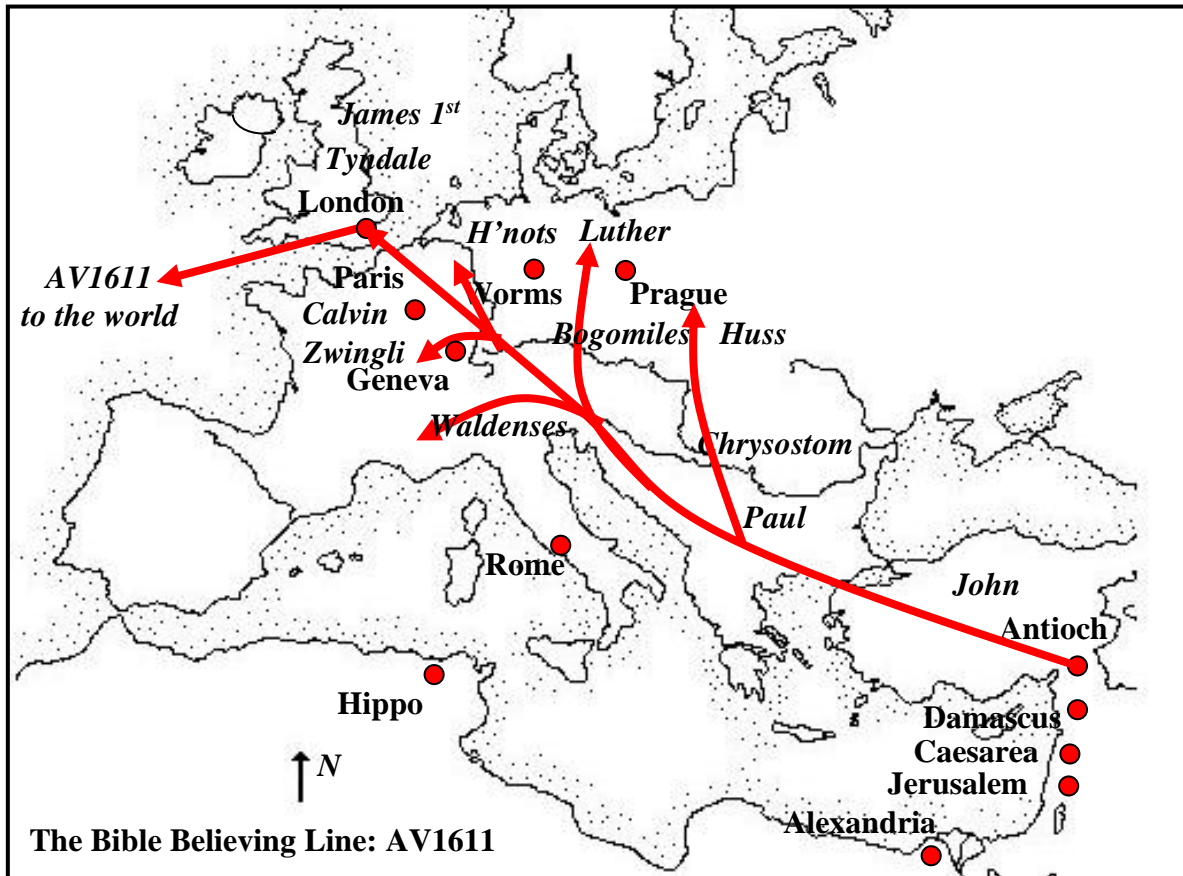 James 1st
Tyndale
London
H'nots Luther
AV1611
to the world
Paris
Worms
Prague
Calvin
Bogomiles
Huss
Zwingli
Geneva
Waldenses
Chrysostom
Paul
Rome
John
Antioch
Hippo
Damascus
Caesarea
N
Jerusalem
Alexandria
The Bible Believing Line: AV1611